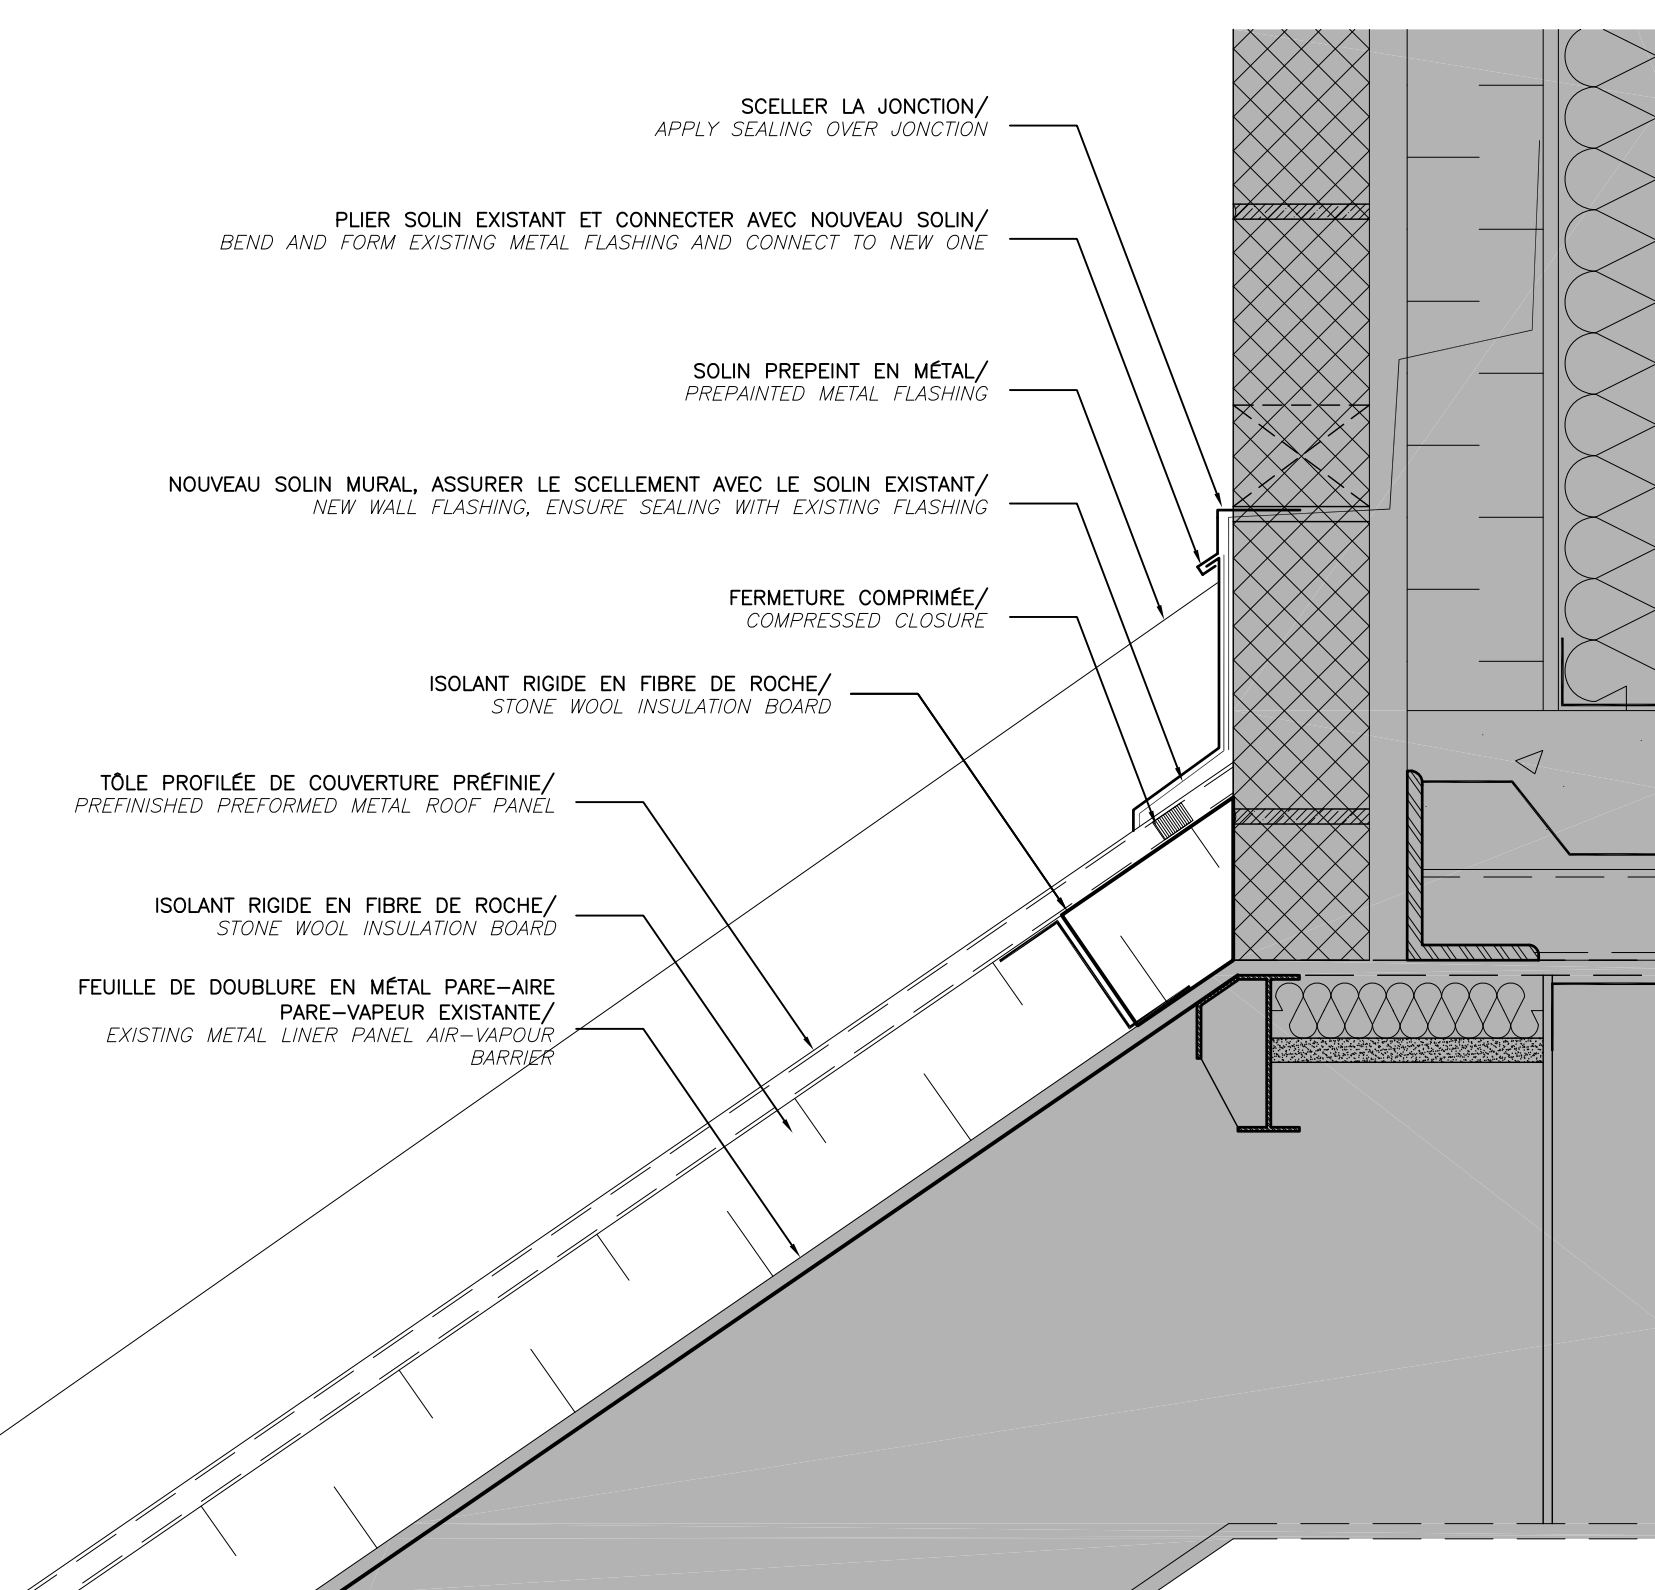 SCELLER LA JONCTION/
APPLY SEALING OVER JONCTION
PLIER SOLIN EXISTANT ET CONNECTER AVEC NOUVEAU SOLIN/
BEND AND FORM EXISTING METAL FLASHING AND CONNECT TO NEW ONE
SOLIN PREPEINT EN MÉTAL/
PREPAINTED METAL FLASHING
NOUVEAU SOLIN MURAL, ASSURER LE SCELLEMENT AVEC LE SOLIN EXISTANT/
NEW WALL FLASHING, ENSURE SEALING WITH EXISTING FLASHING
FERMETURE COMPRIMÉE/
COMPRESSED CLOSURE
ISOLANT RIGIDE EN FIBRE DE ROCHE/
STONE WOOL INSULATION BOARD
TÔLE PROFILÉE DE COUVERTURE PRÉFINIE/
PREFINISHED PREFORMED METAL ROOF PANEL
ISOLANT RIGIDE EN FIBRE DE ROCHE/
STONE WOOL INSULATION BOARD
FEUILLE DE DOUBLURE EN MÉTAL PARE-AIRE
PARE-VAPEUR EXISTANTE/
EXISTING METAL LINER PANEL AIR-VAPOUR
BARRIER